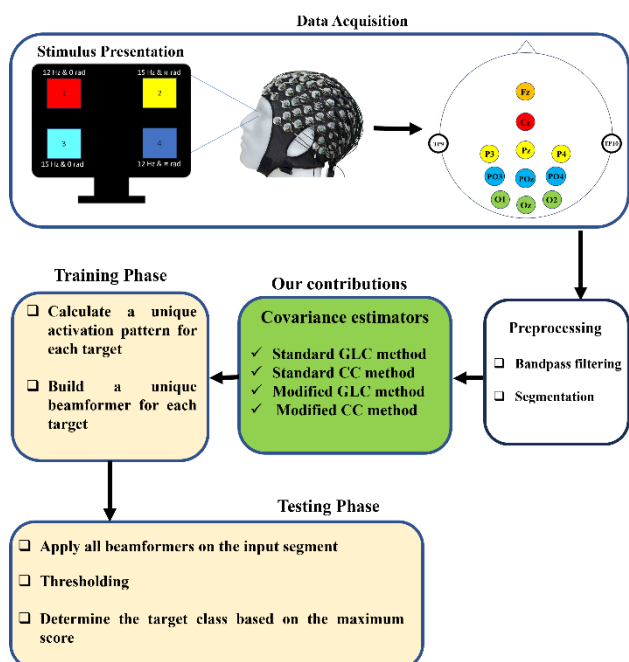 Data Acquisition
Stimulus Presentation
12 Hz & 0 rad
15 Hz & π rad
1
2
3
4
15 Hz & 0 rad
12 Hz & π rad
Fz
Cz
TP9
P3
Pz
P4
TP10
PO3
POz
PO4
O1
Oz
O2
Training Phase
❑ Calculate a unique
activation pattern for
each target
❑ Build a unique
beamformer for each
target
Our contributions
Covariance estimators
✓ Standard GLC method
✓ Standard CC method
✓ Modified GLC method
✓ Modified CC method
Preprocessing
❑ Bandpass filtering
❑ Segmentation
Testing Phase
❑ Apply all beamformers on the input segment
❑ Thresholding
❑ Determine the target class based on the maximum
score